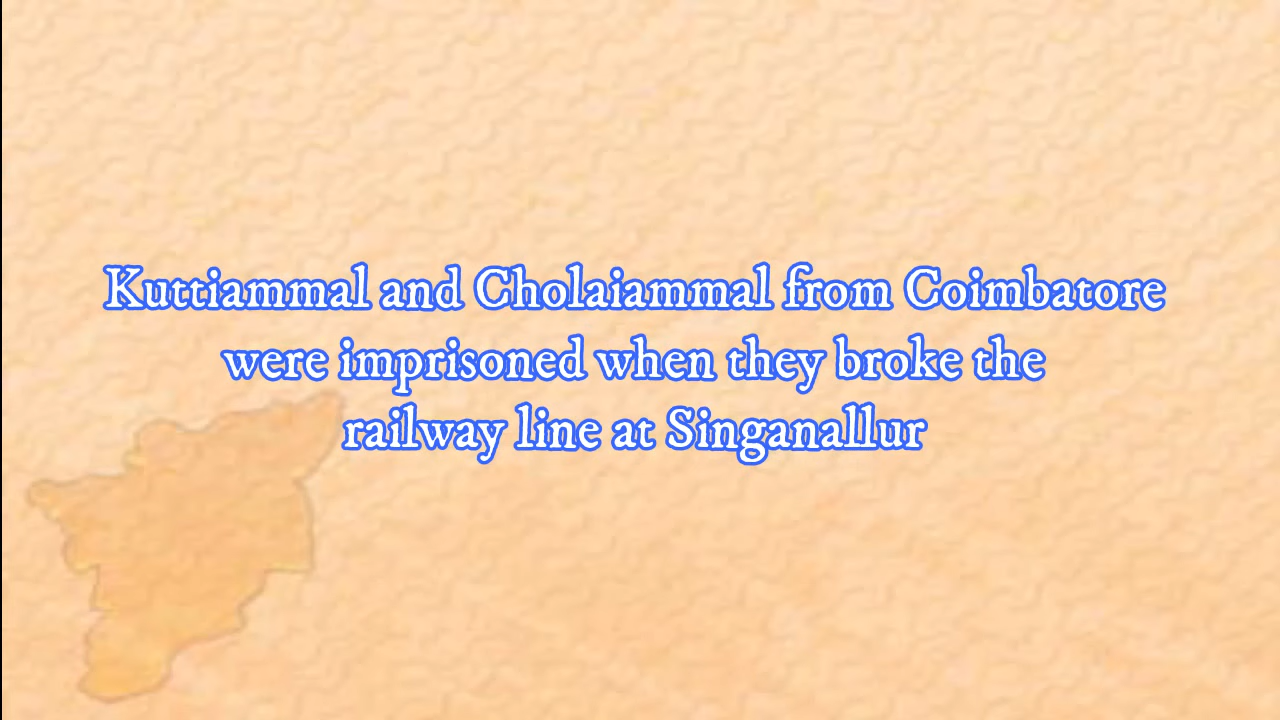 Kuttiammal and Cholaiammal from Coimbatore
were imprisoned when they broke the
railway line at Singanallur